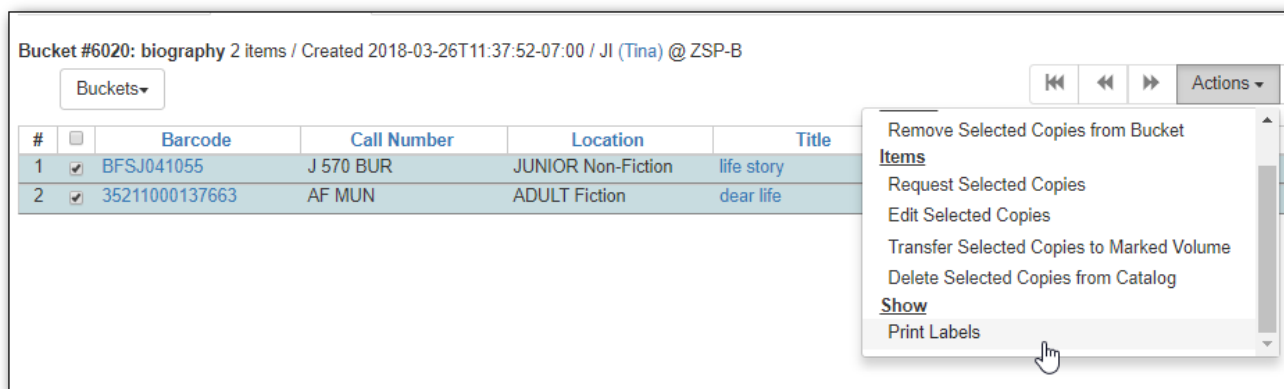 Bucket #6020: biography 2 items / Created 2018-03-26T11:37:52-07:00 / JI (Tina) @ ZSP-B
Buckets
Actions
# Barcode Call Number Location Title
1 BFSJ041055 J 570 BUR JUNIOR Non-Fiction life story
2 35211000137663 AF MUN ADULT Fiction dear life
Remove Selected Copies from Bucket
Items
Request Selected Copies
Edit Selected Copies
Transfer Selected Copies to Marked Volume
Delete Selected Copies from Catalog
Show
Print Labels